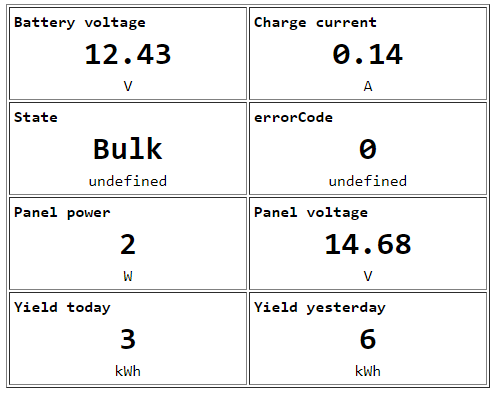 Battery voltage
12.43
V
Charge current
0.14
A
State
Bulk
undefined
errorCode
0
undefined
Panel power
2
W
Panel voltage
14.68
V
Yield today
3
kWh
Yield yesterday
6
kWh